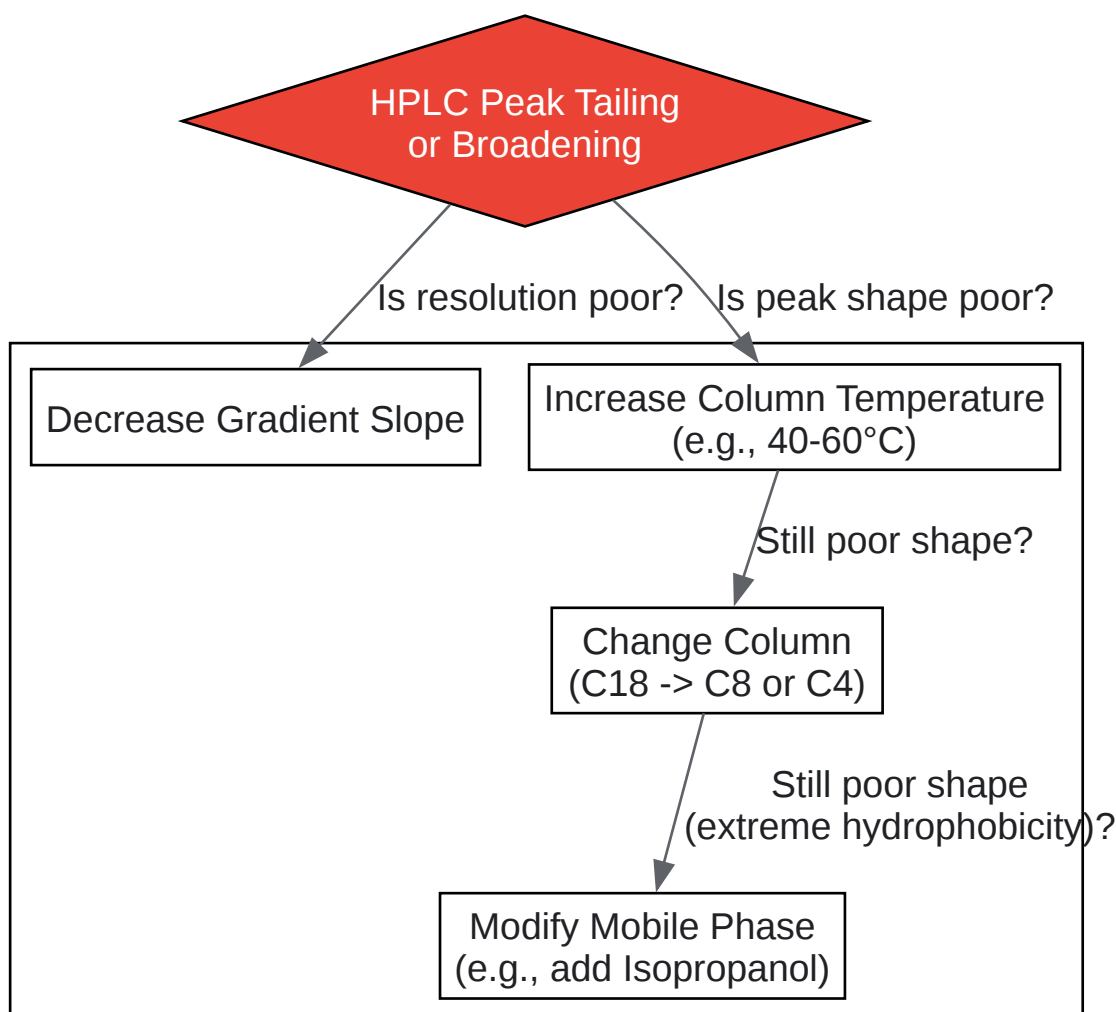 HPLC Peak Tailing
or Broadening
Is resolution poor?
Is peak shape poor?
Decrease Gradient Slope
Increase Column Temperature
(e.g., 40-60°C)
Still poor shape?
Change Column
(C18 -> C8 or C4)
Still poor shape
(extreme hydrophobicity)?
Modify Mobile Phase
(e.g., add Isopropanol)